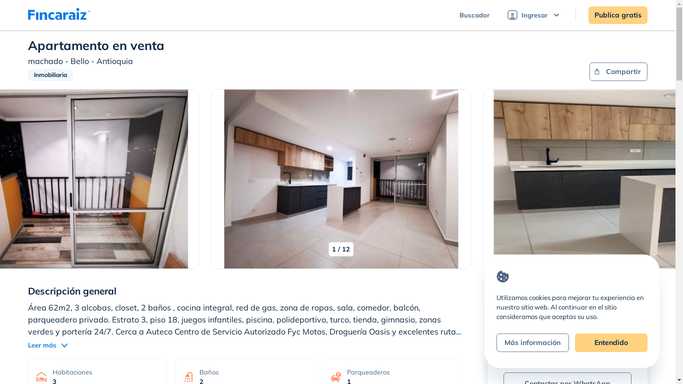 Fincaraiz
Buscador
Ingresar
Publica gratis
Apartamento en venta
machado - Bello - Antioquia
Inmobiliaria
Compartir
1 / 12
Descripción general
Área 62m2, 3 alcobas, closet, 2 baños , cocina integral, red de gas, zona de ropas, sala, comedor, balcón,
parqueadero privado. Estrato 3, piso 18, juegos infantiles, piscina, polideportivo, turco, tienda, gimnasio, zonas
verdes y portería 24/7. Cerca a Auteco Centro de Servicio Autorizado Fyc Motos, Droguería Oasis y excelentes ruta...
Leer más
Habitaciones
3
Baños
2
Parqueaderos
1
Utilizamos cookies para mejorar tu experiencia en
nuestro sitio web. Al continuar en el sitio
consideramos que aceptas su uso.
Más información
Entendido
Contactar por WhatsApp